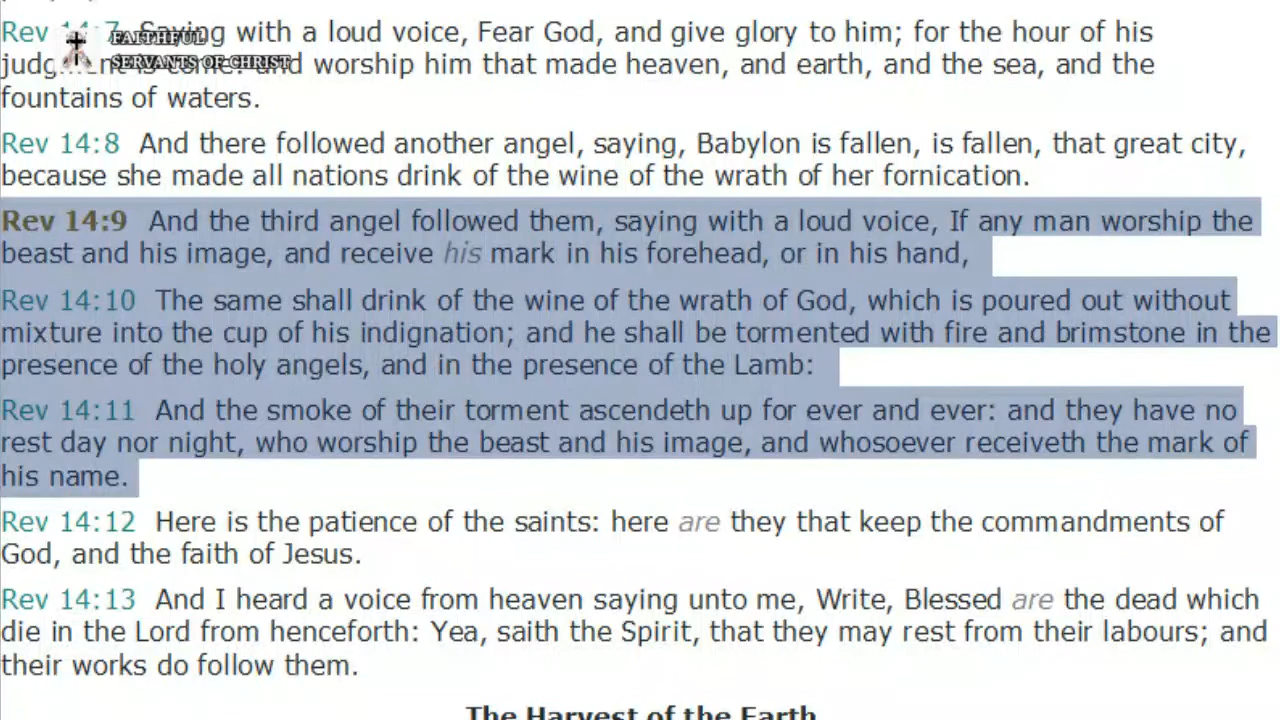 Rev 14:7 Saying with a loud voice, Fear God, and give glory to him; for the hour of his
FAITHFUL
SERVANTS OF CHRIST
judgment is come: and worship him that made heaven, and earth, and the sea, and the
fountains of waters.
Rev 14:8 And there followed another angel, saying, Babylon is fallen, is fallen, that great city,
because she made all nations drink of the wine of the wrath of her fornication.
Rev 14:9 And the third angel followed them, saying with a loud voice, If any man worship the
beast and his image, and receive his mark in his forehead, or in his hand,
Rev 14:10 The same shall drink of the wine of the wrath of God, which is poured out without
mixture into the cup of his indignation; and he shall be tormented with fire and brimstone in the
presence of the holy angels, and in the presence of the Lamb:
Rev 14:11 And the smoke of their torment ascendeth up for ever and ever: and they have no
rest day nor night, who worship the beast and his image, and whosoever receiveth the mark of
his name.
Rev 14:12 Here is the patience of the saints: here are they that keep the commandments of
God, and the faith of Jesus.
Rev 14:13 And I heard a voice from heaven saying unto me, Write, Blessed are the dead which
die in the Lord from henceforth: Yea, saith the Spirit, that they may rest from their labours; and
their works do follow them.
The Harvest of the Earth